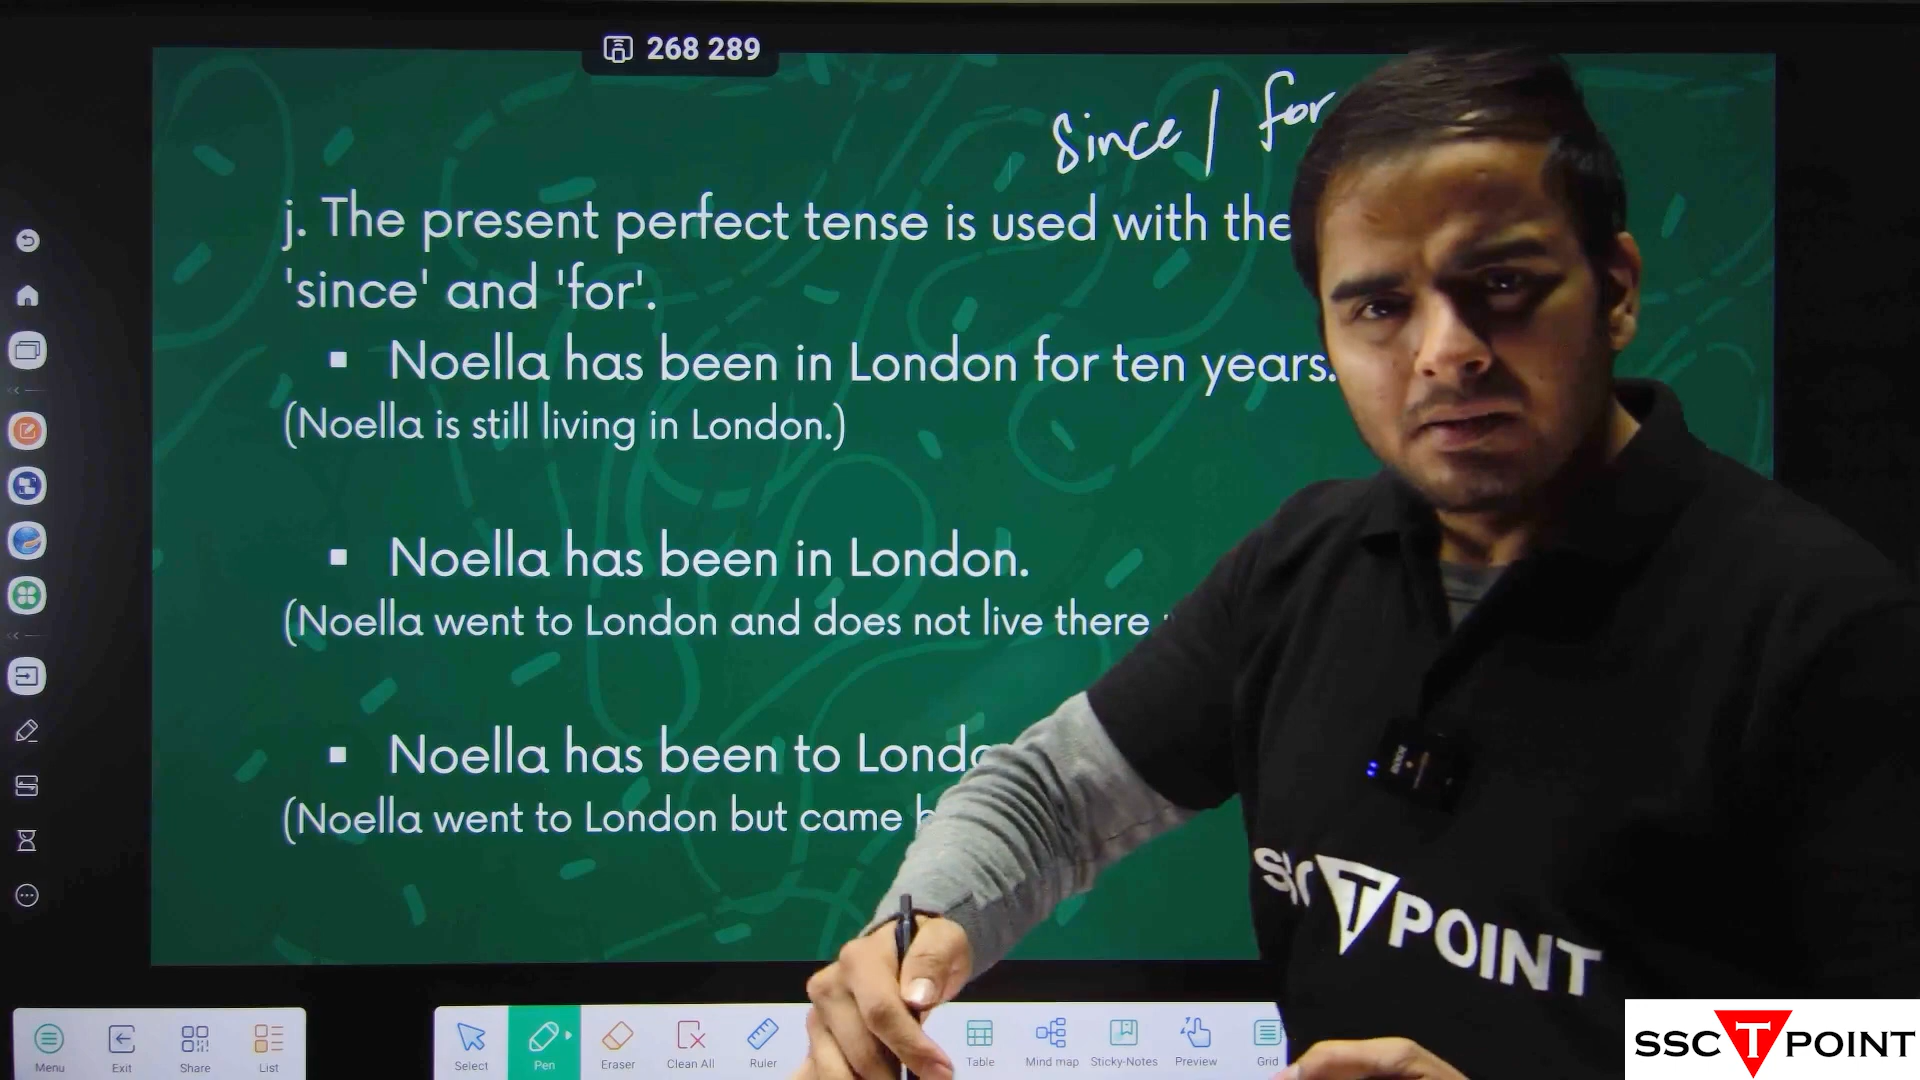 268 289
since / for
j. The present perfect tense is used with the
'since' and 'for'.
▪ Noella has been in London for ten years.
(Noella is still living in London.)
▪ Noella has been in London.
(Noella went to London and does not live there
▪ Noella has been to
(Noella went to London but came
POINT
SSC T POINT
Menu Exit Share List Select Pen Eraser Clean All Ruler Table Mind map Sticky-Notes Preview Grid